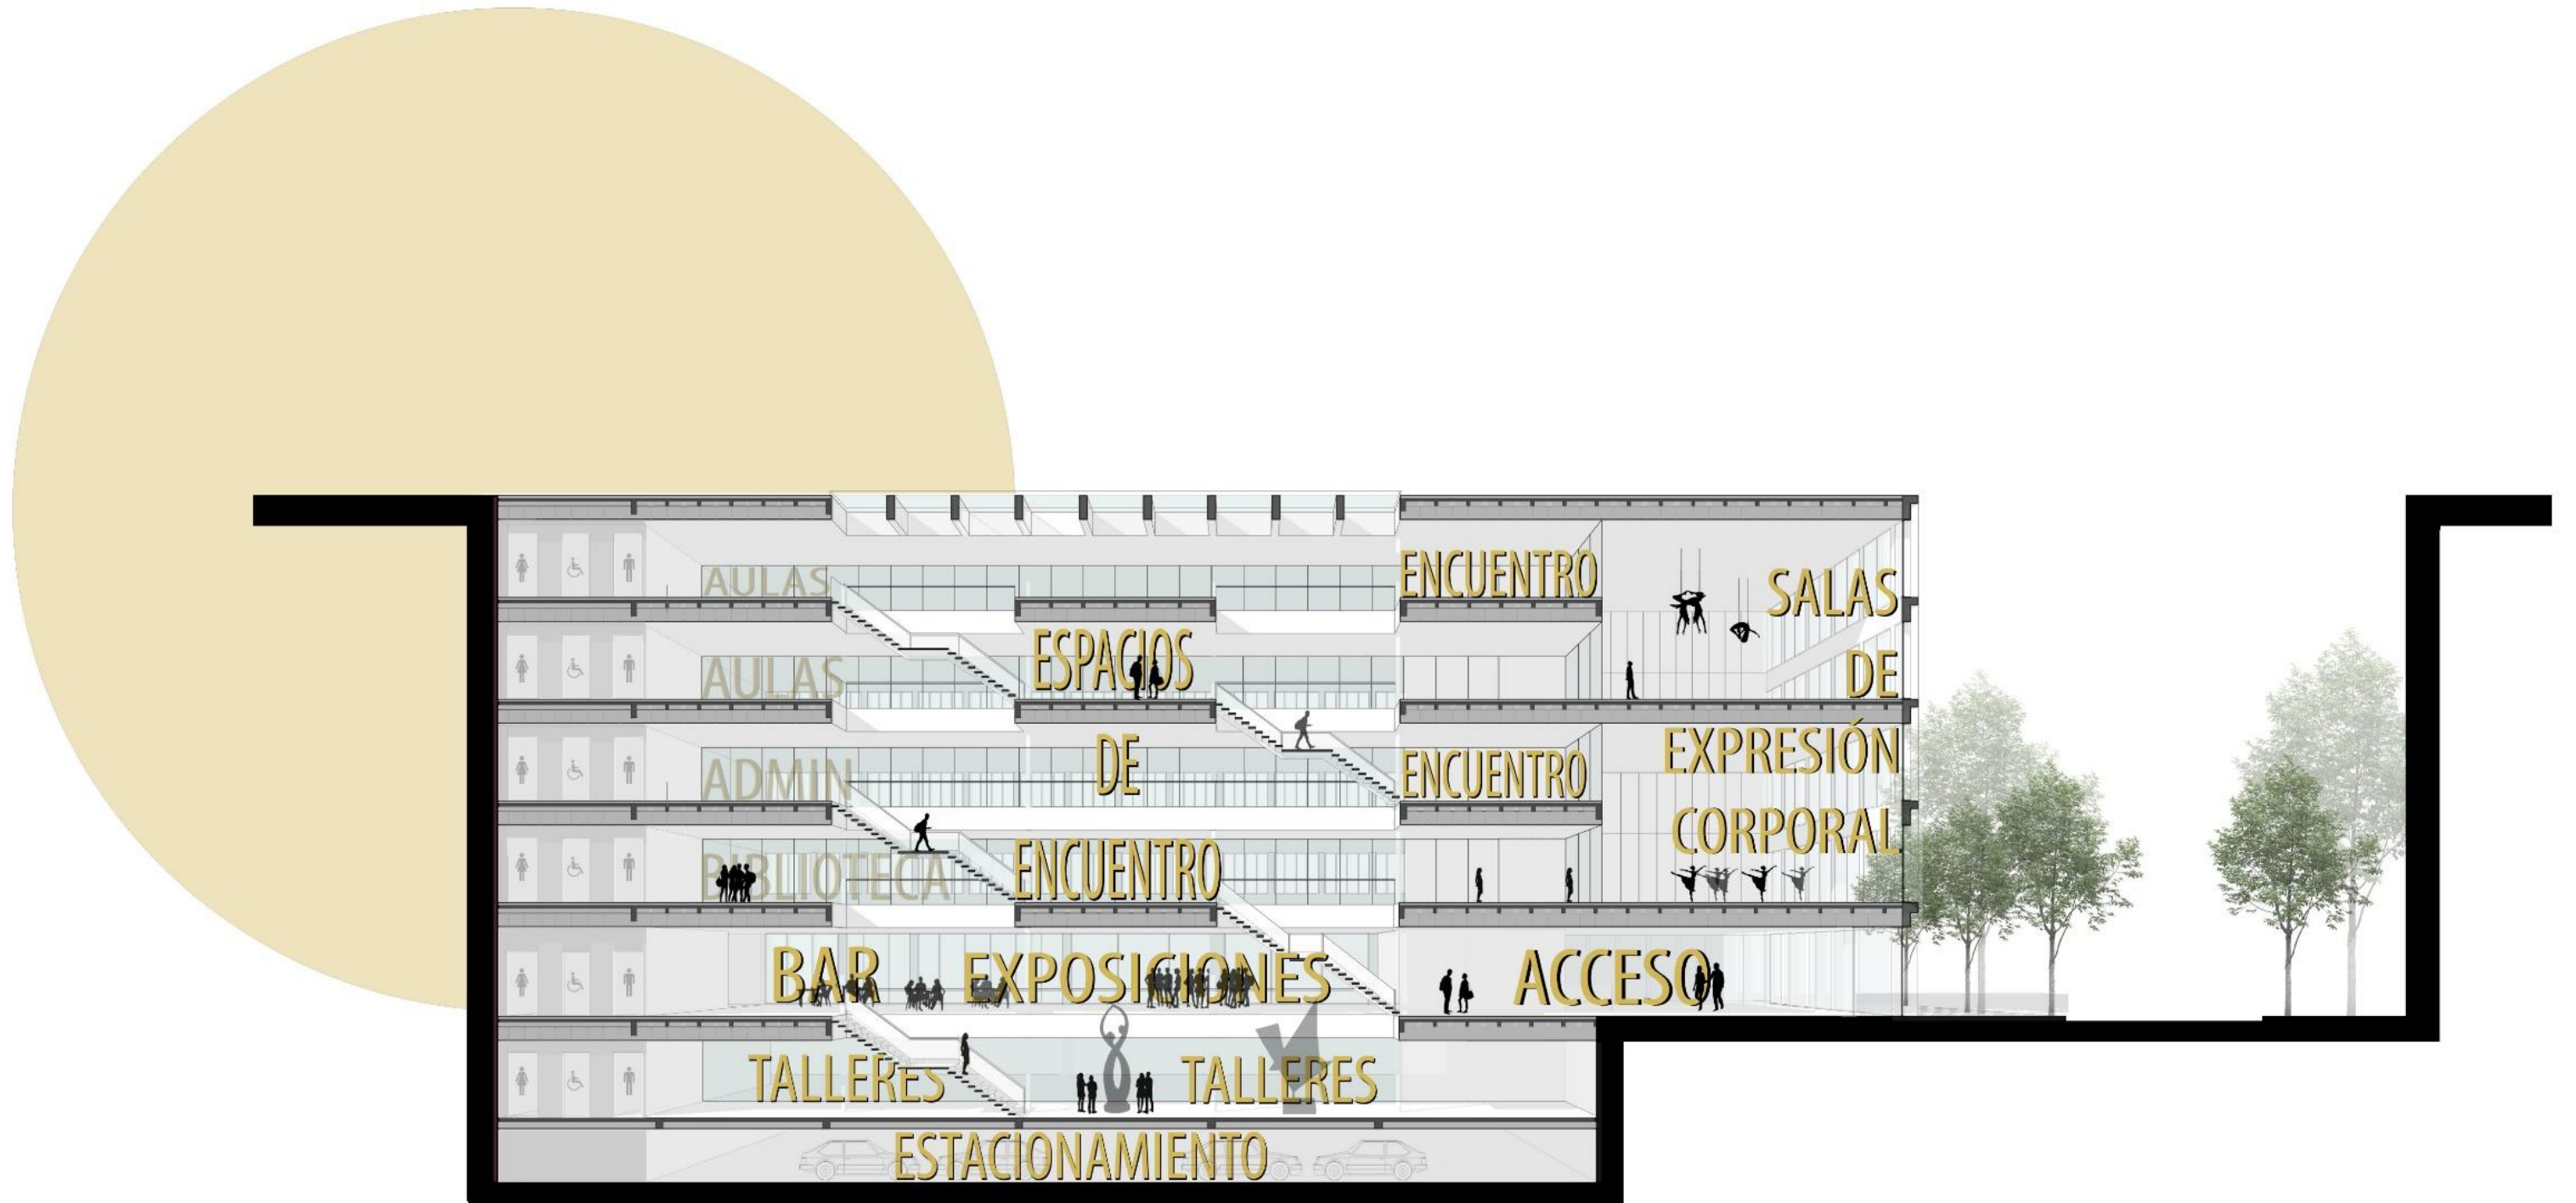 AULAS
ENCUENTRO
SALAS
DE
EXPRESIÓN
CORPORAL
AULAS
ESPACIOS
DE
ENCUENTRO
ADMIN
ENCUENTRO
BIBLIOTECA
BAR EXPOSICIONES ACCESO
TALLERES TALLERES
ESTACIONAMIENTO